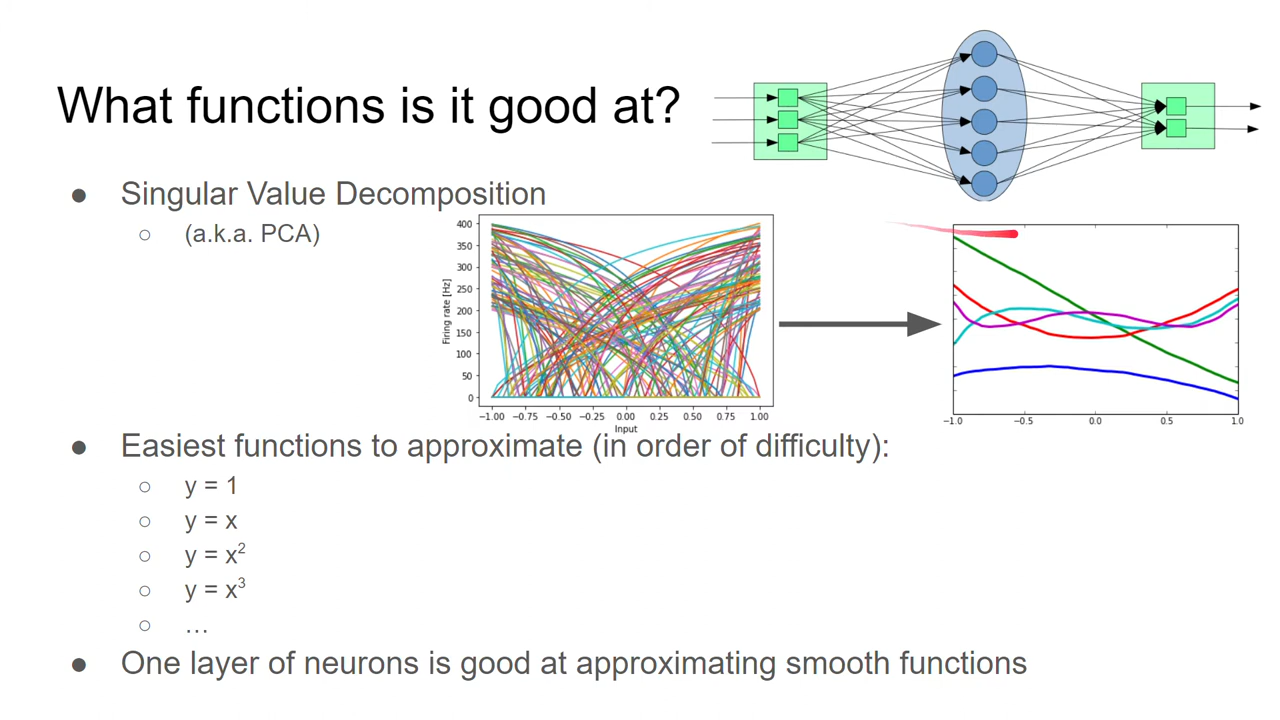 What functions is it good at?
● Singular Value Decomposition
○ (a.k.a. PCA)
400
350
300
250
200
150
100
50
0
Firing rate [Hz]
−1.00 −0.75 −0.50 −0.25 0.00 0.25 0.50 0.75 1.00
Input
−1.0 −0.5 0.0 0.5 1.0
● Easiest functions to approximate (in order of difficulty):
○ y = 1
○ y = x
○ y = x²
○ y = x³
○ …
● One layer of neurons is good at approximating smooth functions